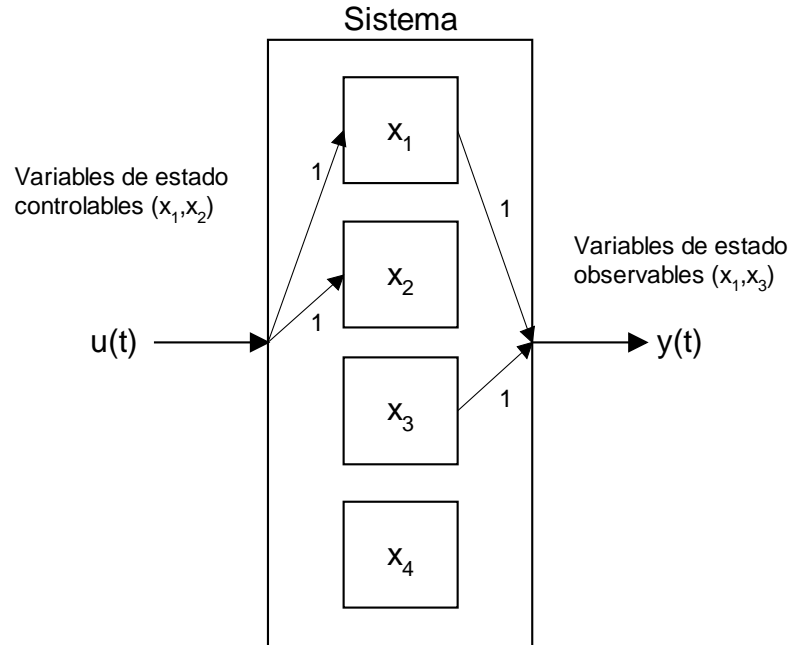 Sistema
x₁
Variables de estado
controlables (x₁,x₂)
1
1
x₂
1
Variables de estado
observables (x₁,x₃)
u(t)
y(t)
x₃
1
x₄